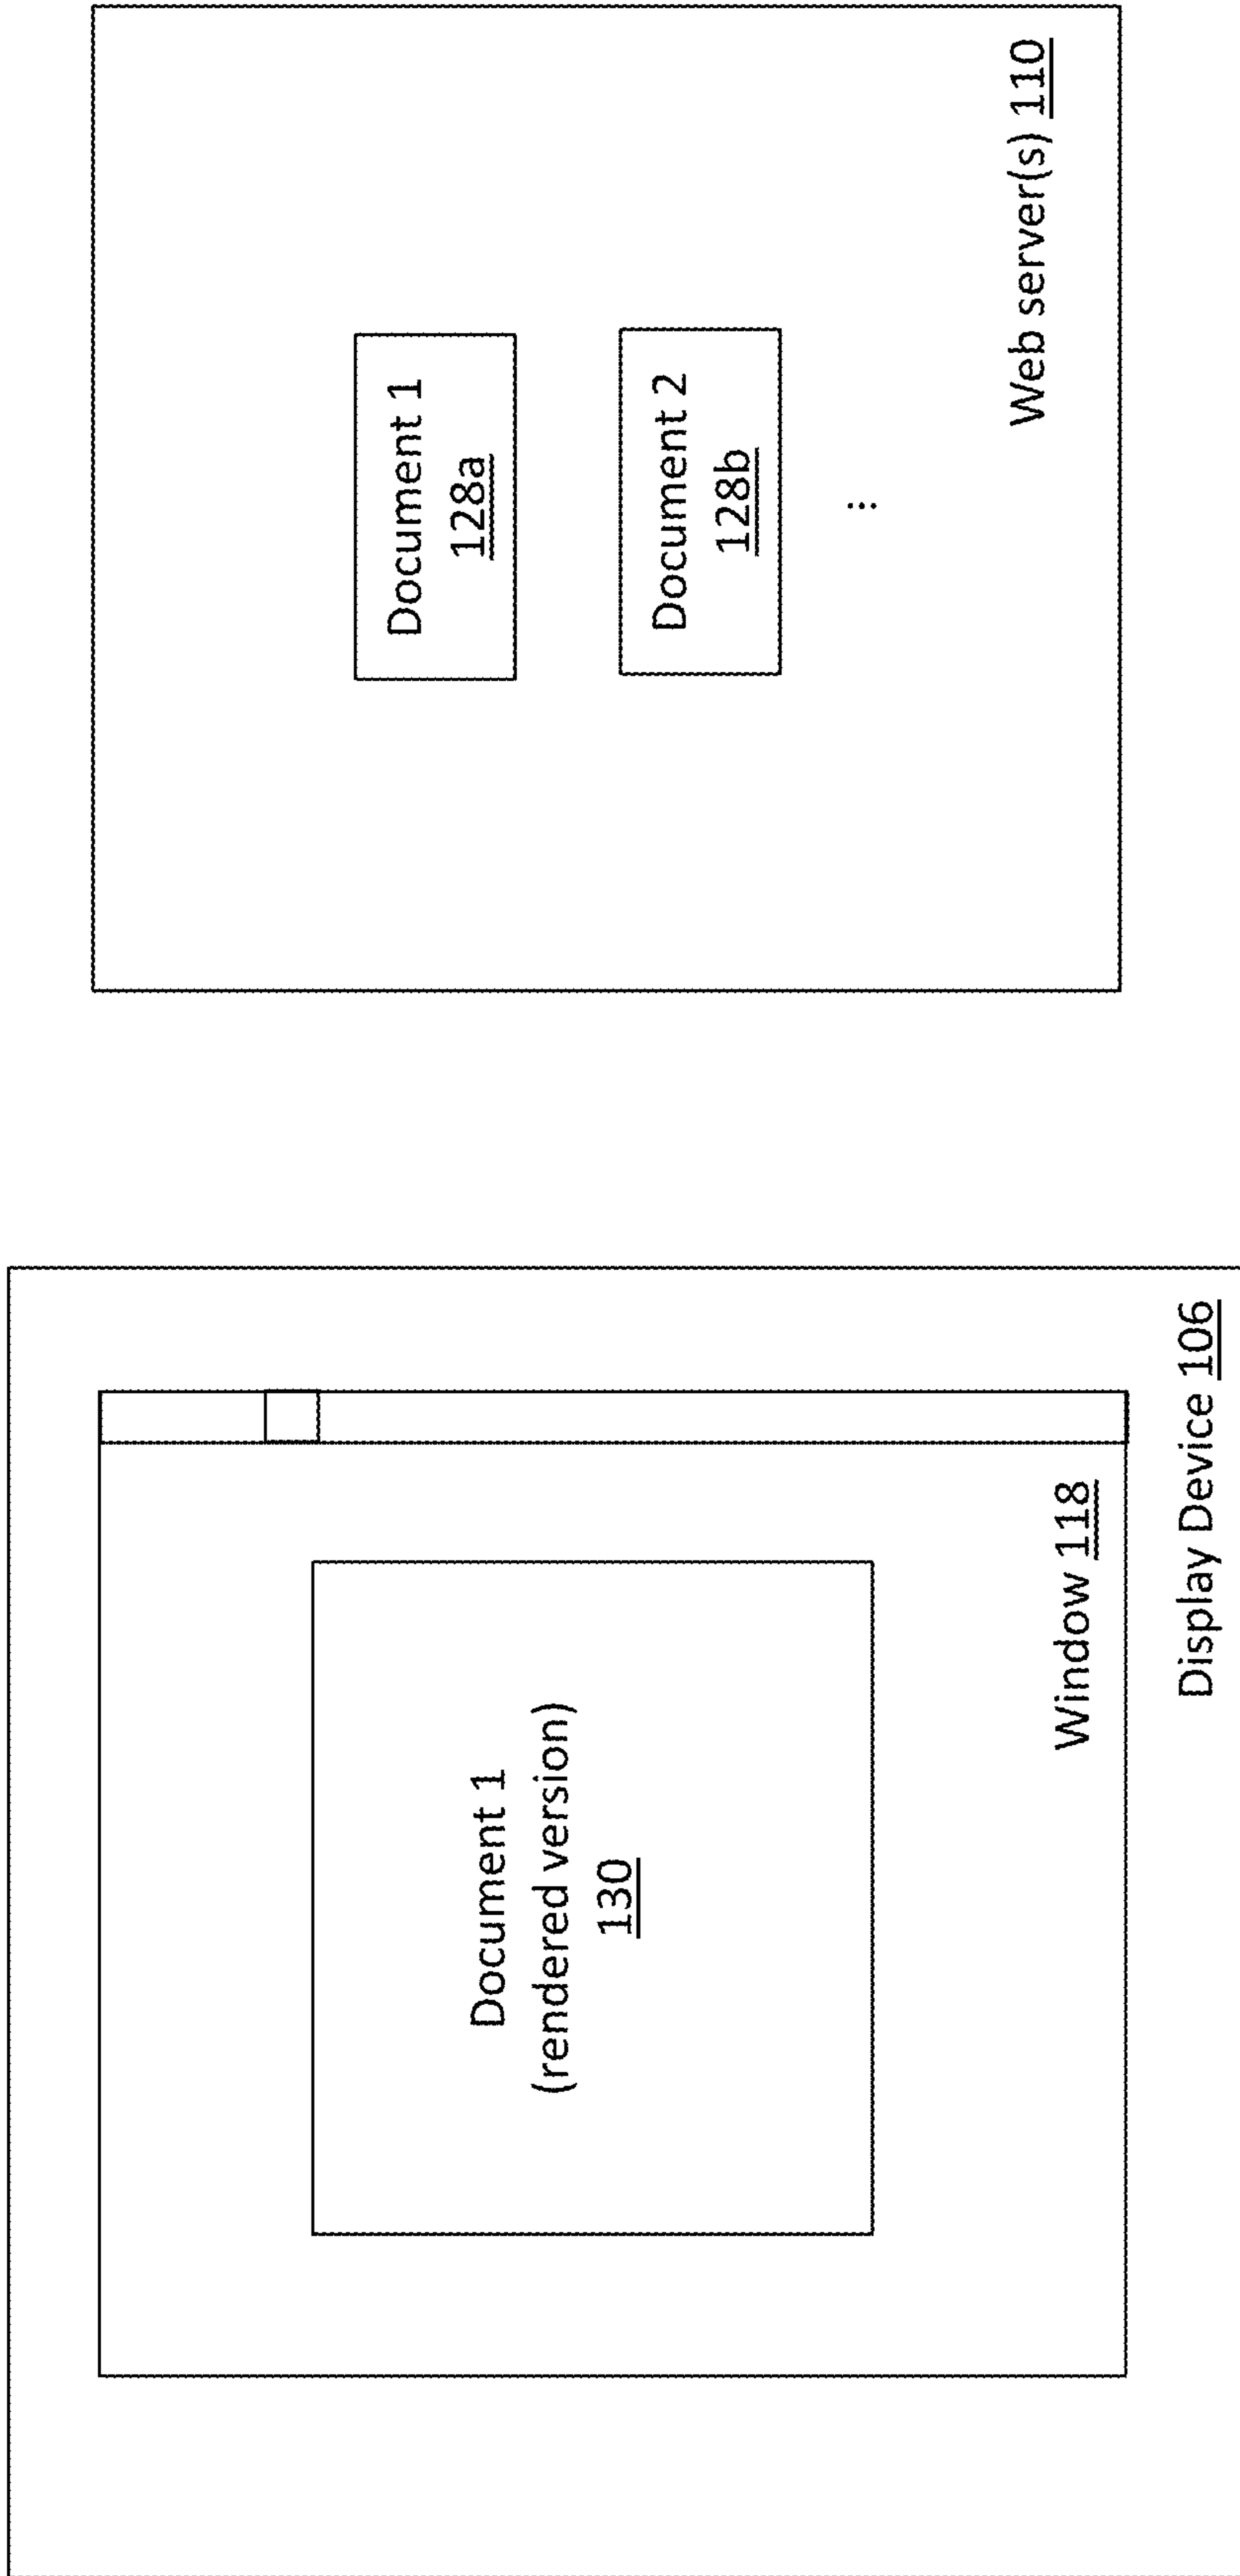 Document 1
(rendered version)
130
Window 118
Display Device 106
Document 1
128a
Document 2
128b
...
Web server(s) 110